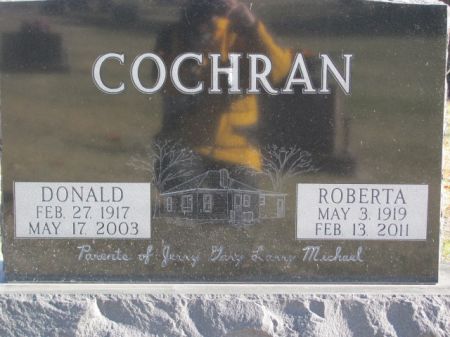 COCHRAN
DONALD
FEB. 27. 1917
MAY 17. 2003
ROBERTA
MAY 3. 1919
FEB 13. 2011
Parents of Jerry Gary Larry Michael